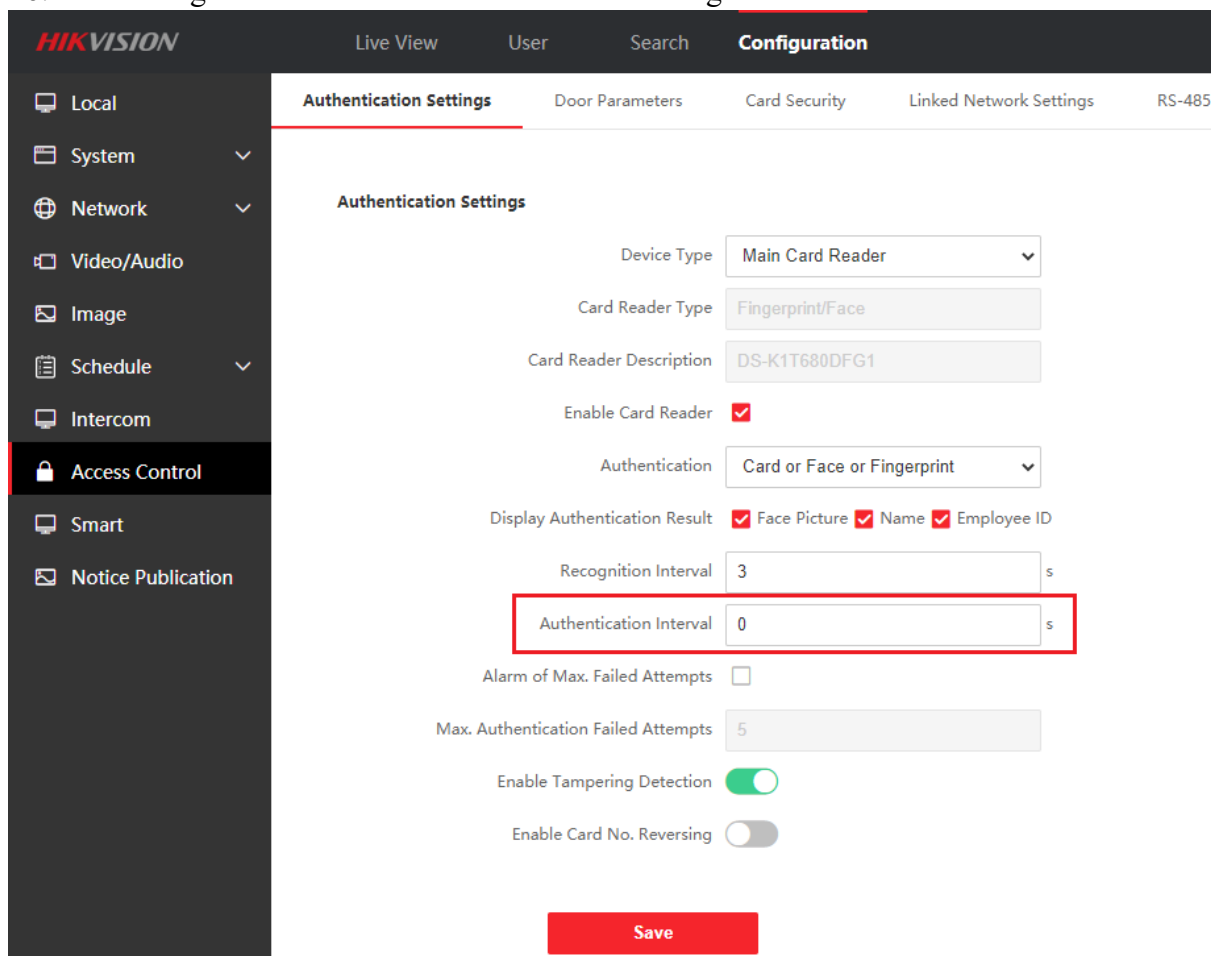 HIKVISION
Live View User Search Configuration
Local
System
Network
Video/Audio
Image
Schedule
Intercom
Access Control
Smart
Notice Publication
Authentication Settings Door Parameters Card Security Linked Network Settings RS-485
Authentication Settings
Device Type Main Card Reader
Card Reader Type Fingerprint/Face
Card Reader Description DS-K1T680DFG1
Enable Card Reader
Authentication Card or Face or Fingerprint
Display Authentication Result Face Picture Name Employee ID
Recognition Interval 3 s
Authentication Interval 0 s
Alarm of Max. Failed Attempts
Max. Authentication Failed Attempts 5
Enable Tampering Detection
Enable Card No. Reversing
Save